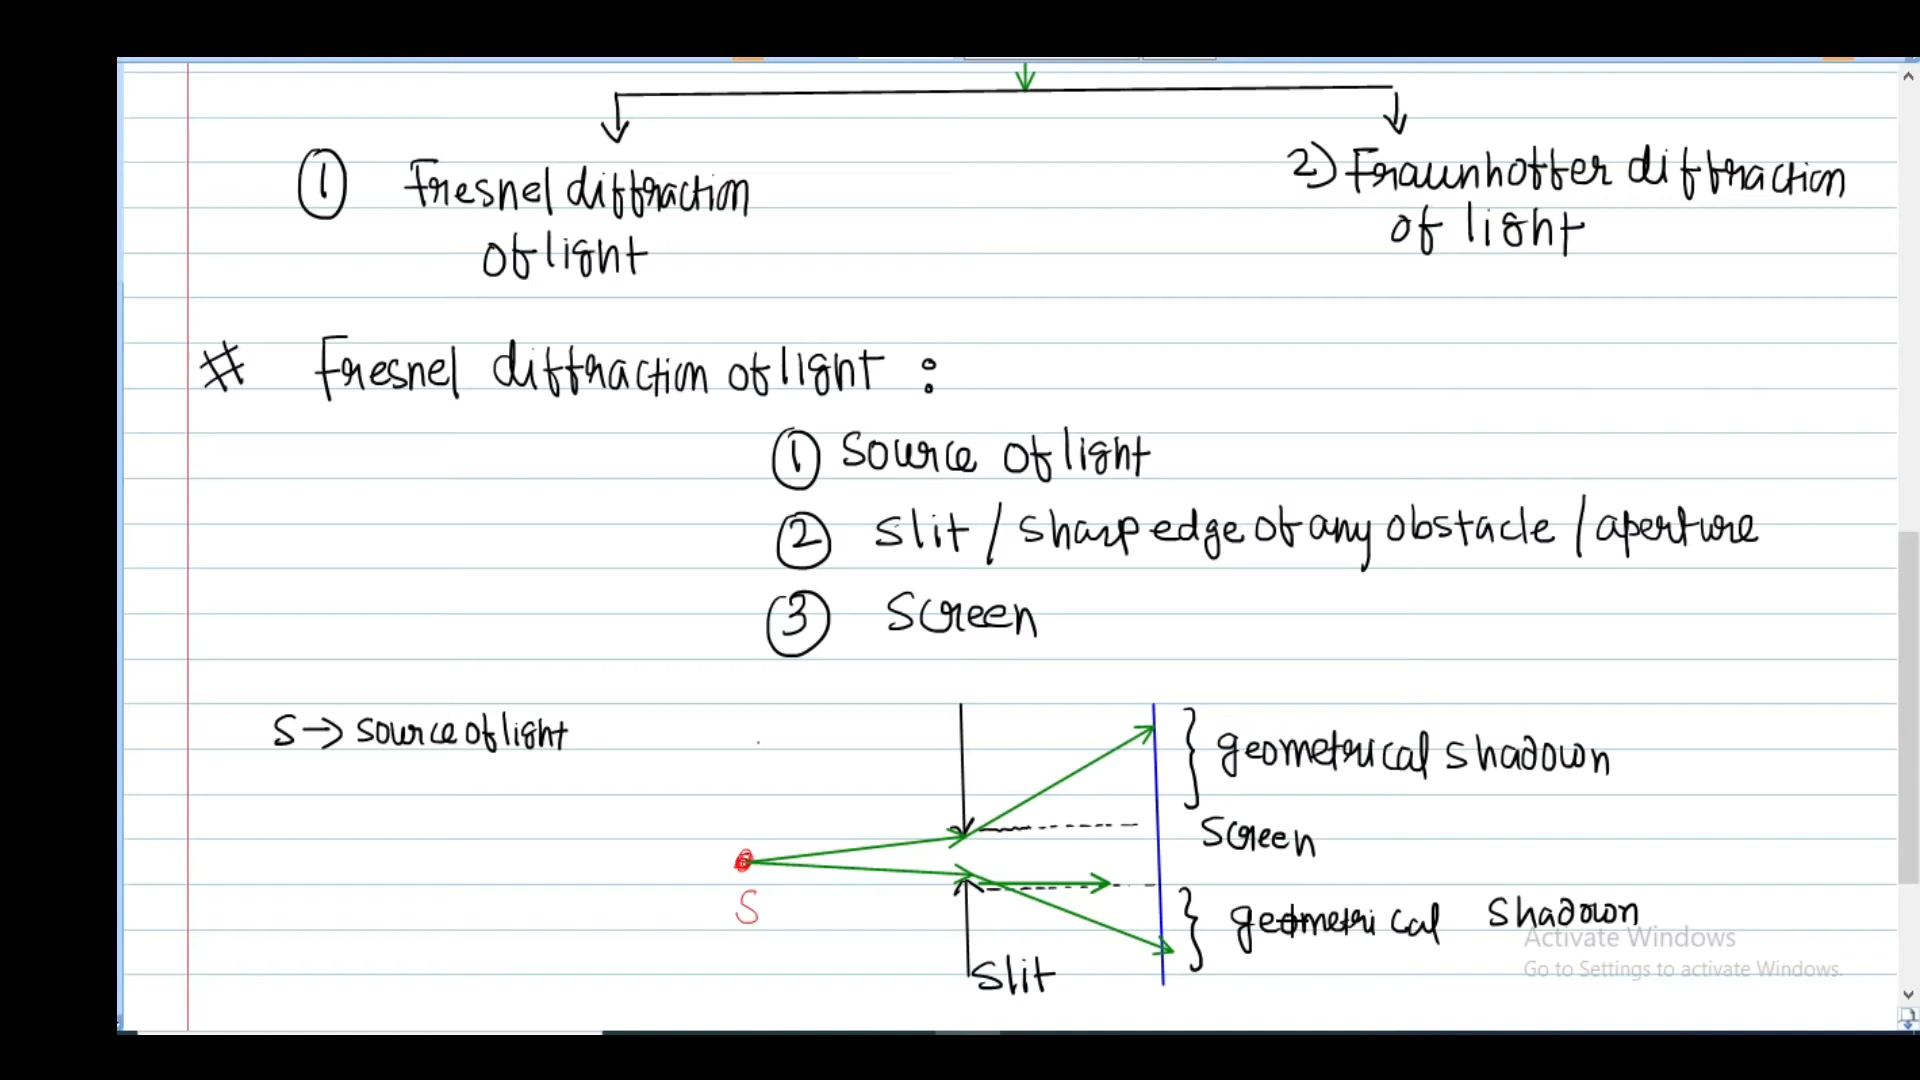 ① Fresnel diffraction
of light
2) Fraunhoffer diffraction
of light
# Fresnel diffraction of light :
① Source of light
② Slit / sharp edge of any obstacle / aperture
③ Screen
S → source of light
geometrical shadown
Screen
S
geometrical shadown
Slit
Activate Windows
Go to Settings to activate Windows.